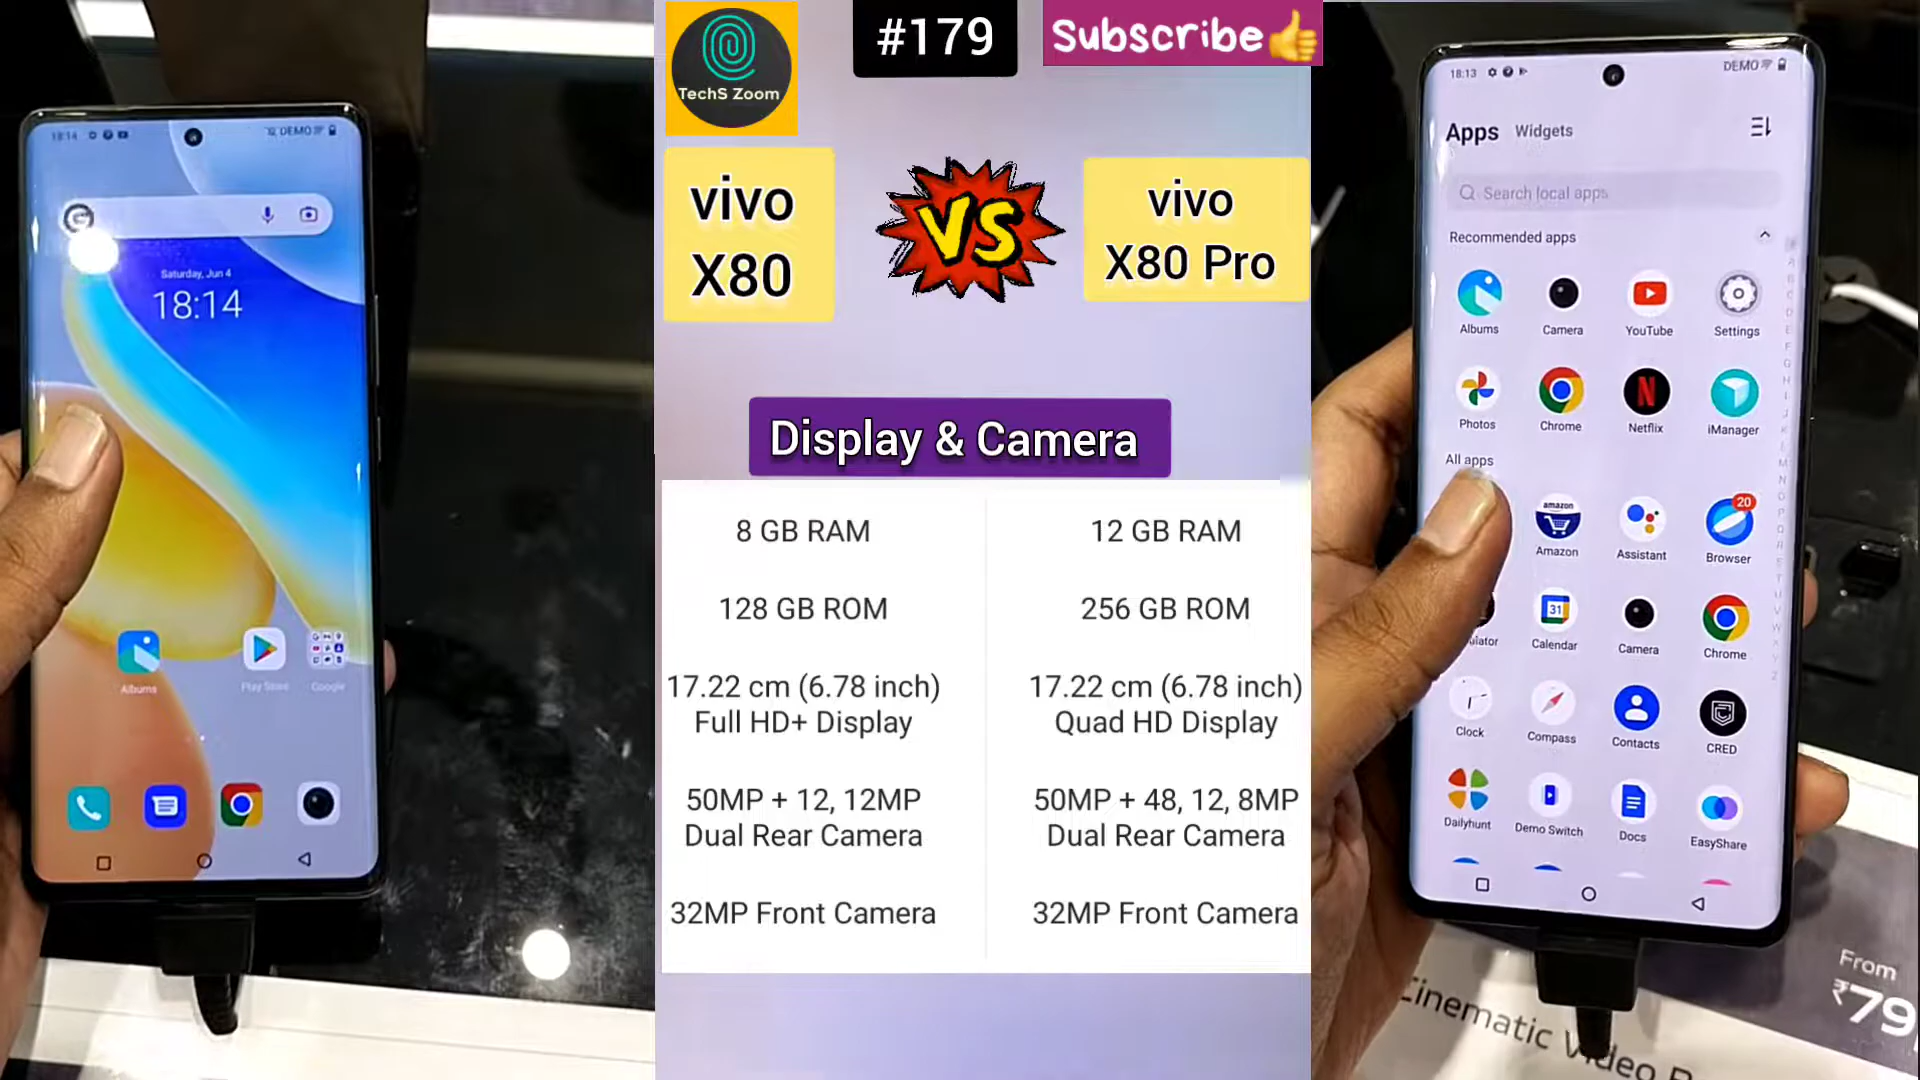 18:14
DEMO
Saturday, Jun 4
18:14
Albums
Play Store
Google
TechS Zoom
#179
Subscribe
vivo
X80
VS
vivo
X80 Pro
Display & Camera
8 GB RAM
12 GB RAM
128 GB ROM
256 GB ROM
17.22 cm (6.78 inch)
Full HD+ Display
17.22 cm (6.78 inch)
Quad HD Display
50MP + 12, 12MP
Dual Rear Camera
50MP + 48, 12, 8MP
Dual Rear Camera
32MP Front Camera
32MP Front Camera
18:13
DEMO
Apps Widgets
Search local apps
Recommended apps
Albums Camera YouTube Settings
Photos Chrome Netflix iManager
All apps
amazon
20
Amazon Assistant Browser
31
ulator Calendar Camera Chrome
Clock Compass Contacts CRED
Dailyhunt Demo Switch Docs EasyShare
From
₹79
Cinematic Video